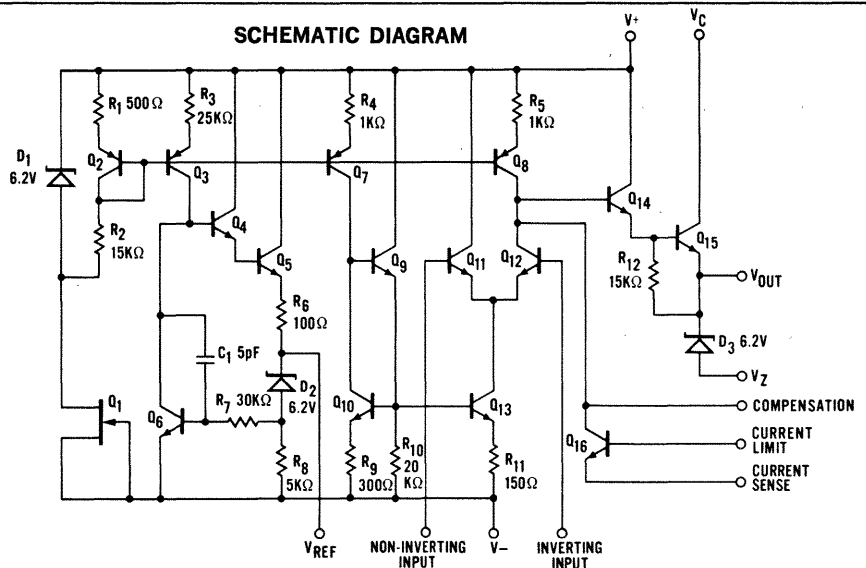 SCHEMATIC DIAGRAM
V+
VC
R1 500Ω
R3
25KΩ
R4
1KΩ
R5
1KΩ
D1
6.2V
Q2
Q3
Q7
Q8
Q14
R2
15KΩ
Q4
Q5
Q9
Q11
Q12
Q15
R12
15KΩ
VOUT
R6
100Ω
C1 5pF
D3 6.2V
VZ
Q1
Q6
R7 30KΩ
D2
6.2V
Q10
Q13
COMPENSATION
Q16
CURRENT
LIMIT
R8
5KΩ
R9
300Ω
R10
20
KΩ
R11
150Ω
CURRENT
SENSE
VREF
NON-INVERTING
INPUT
V−
INVERTING
INPUT